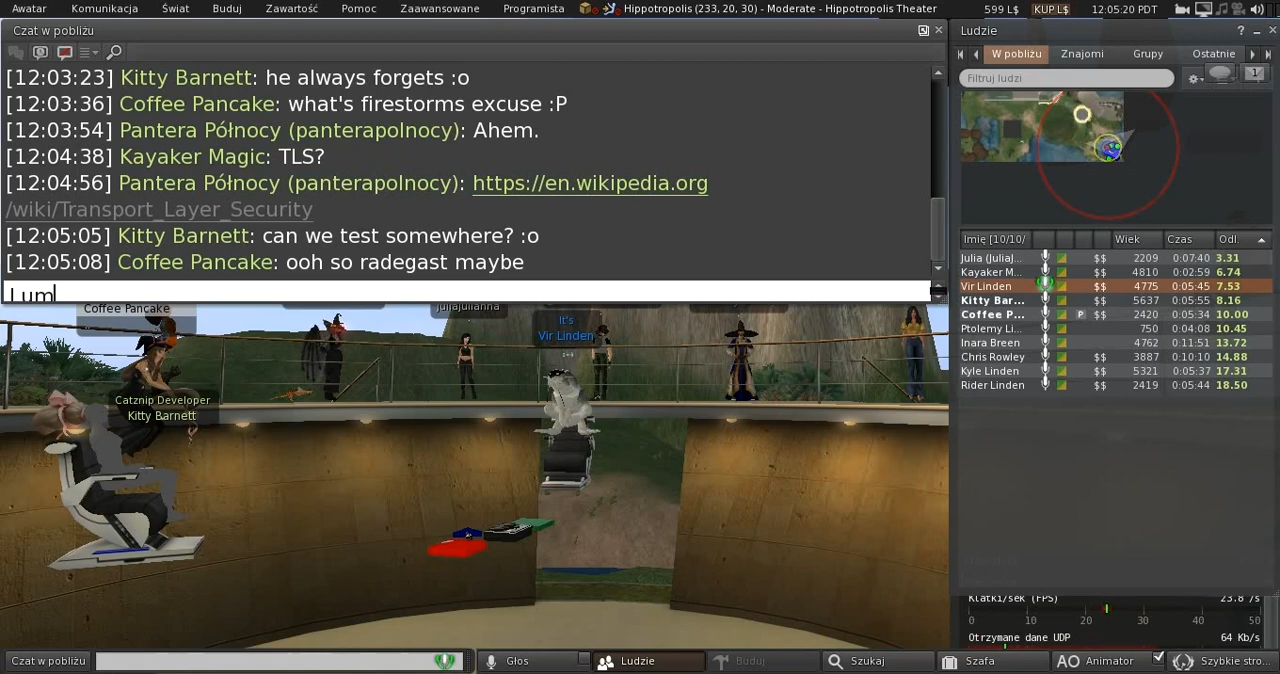 Awatar Komunikacja Świat Buduj Zawartość Pomoc Zaawansowane Programista Hippotropolis (233, 20, 30) - Moderate - Hippotropolis Theater 599 L$ KUP L$ 12:05:20 PDT
Czat w pobliżu
[12:03:23] Kitty Barnett: he always forgets :o
[12:03:36] Coffee Pancake: what's firestorms excuse :P
[12:03:54] Pantera Północy (panterapolnocy): Ahem.
[12:04:38] Kayaker Magic: TLS?
[12:04:56] Pantera Północy (panterapolnocy): https://en.wikipedia.org
/wiki/Transport_Layer_Security
[12:05:05] Kitty Barnett: can we test somewhere? :o
[12:05:08] Coffee Pancake: ooh so radegast maybe
Lum
Coffee Pancake
juliajulianna
It's
Vir Linden
Catznip Developer
Kitty Barnett
Ludzie
W pobliżu Znajomi Grupy Ostatnie
Filtruj ludzi
1
Imię [10/10/ Wiek Czas Odl.
Julia (JuliaJ... $$ 2209 0:07:40 3.31
Kayaker M... $$ 4810 0:02:59 6.74
Vir Linden $$ 4775 0:05:45 7.53
Kitty Bar... $$ 5637 0:05:55 8.16
Coffee P... P $$ 2420 0:05:34 10.00
Ptolemy Li... 750 0:04:08 10.45
Inara Breen 4762 0:11:51 13.72
Chris Rowley $$ 3887 0:10:10 14.88
Kyle Linden $$ 5321 0:05:37 17.31
Rider Linden $$ 2419 0:05:44 18.50
Klatki/sek (FPS) 23.8 /s
0 10 20 30 40 50
Otrzymane dane UDP 64 Kb/s
Czat w pobliżu Głos Ludzie Buduj Szukaj Szafa AO Animator Szybkie stro...